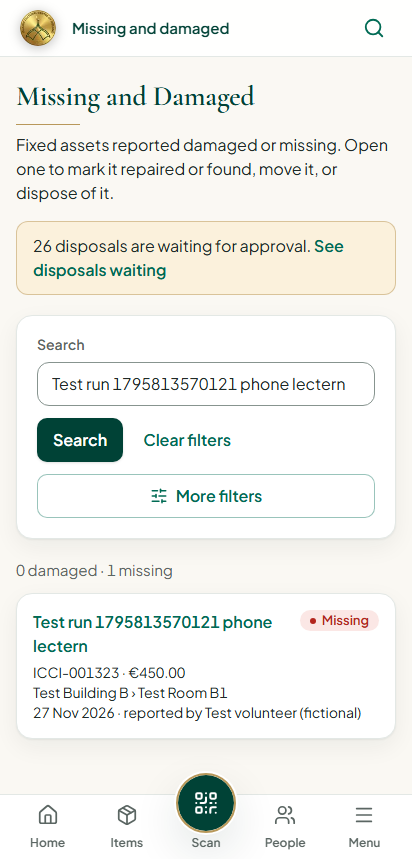 Missing and damaged
Missing and Damaged
Fixed assets reported damaged or missing. Open
one to mark it repaired or found, move it, or
dispose of it.
26 disposals are waiting for approval. See
disposals waiting
Search
Test run 1795813570121 phone lectern
Search
Clear filters
More filters
0 damaged · 1 missing
Test run 1795813570121 phone
lectern
Missing
ICCI-001323 · €450.00
Test Building B › Test Room B1
27 Nov 2026 · reported by Test volunteer (fictional)
Home
Items
Scan
People
Menu